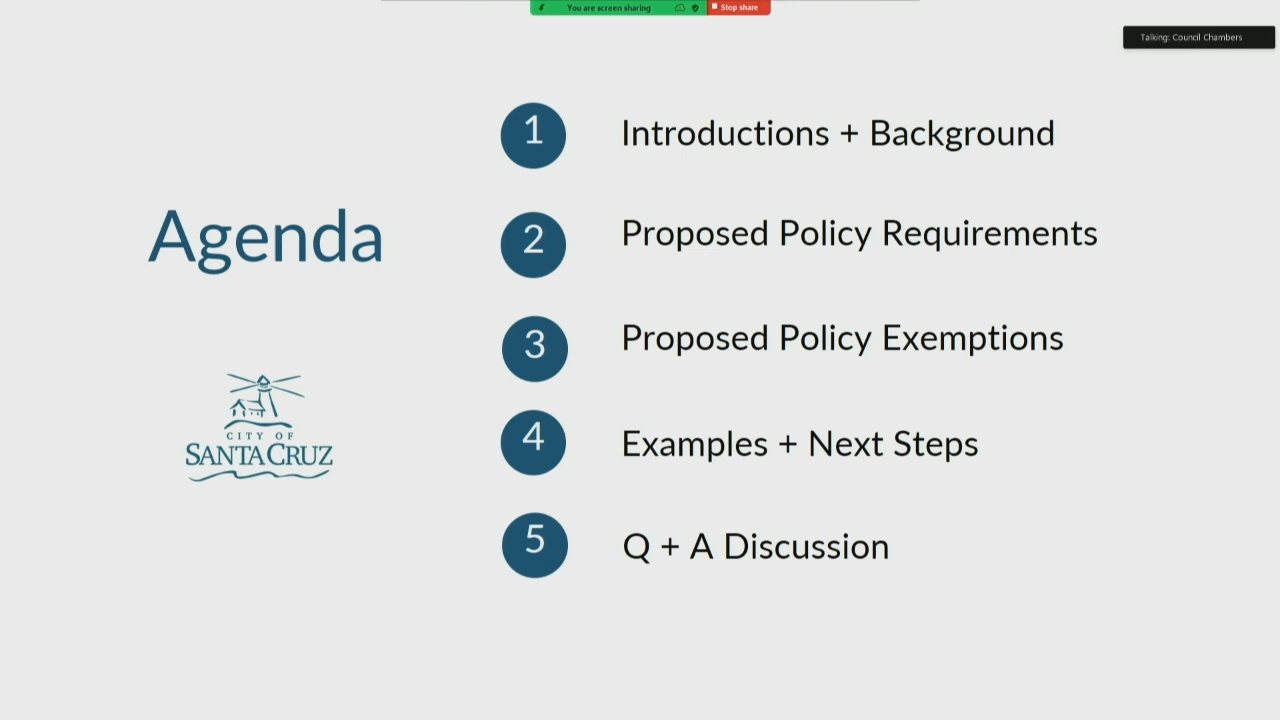 You are screen sharing
Stop share
Talking: Council Chambers
Agenda
1 Introductions + Background
2 Proposed Policy Requirements
3 Proposed Policy Exemptions
4 Examples + Next Steps
5 Q + A Discussion
CITY OF
SANTA CRUZ